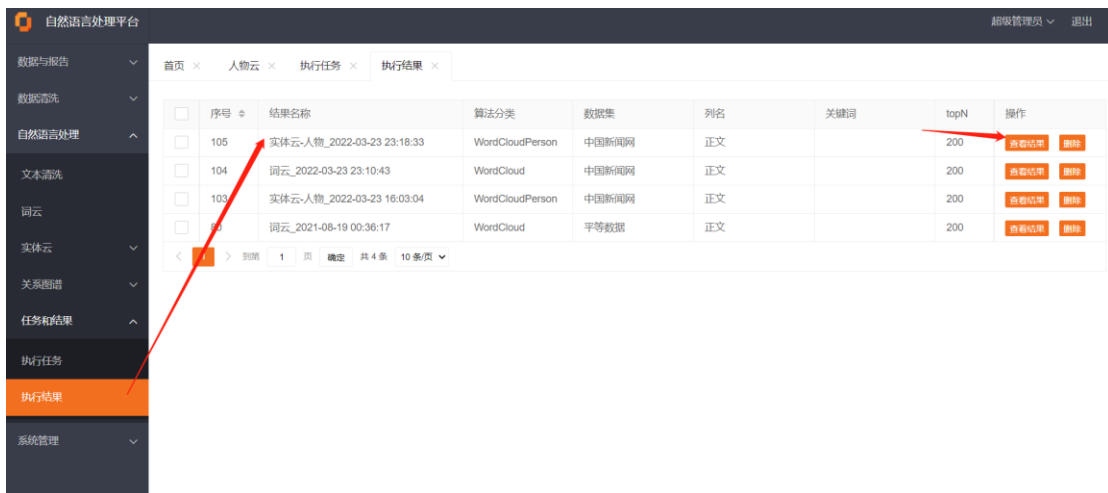 自然语言处理平台
超级管理员 退出
数据与报告
数据清洗
自然语言处理
文本清洗
词云
实体云
关系图谱
任务和结果
执行任务
执行结果
系统管理
首页 × 人物云 × 执行任务 × 执行结果 ×
序号 结果名称 算法分类 数据集 列名 关键词 topN 操作
105 实体云-人物_2022-03-23 23:18:33 WordCloudPerson 中国新闻网 正文 200 查看结果 删除
104 词云_2022-03-23 23:10:43 WordCloud 中国新闻网 正文 200 查看结果 删除
103 实体云-人物_2022-03-23 16:03:04 WordCloudPerson 中国新闻网 正文 200 查看结果 删除
词云_2021-08-19 00:36:17 WordCloud 平等数据 正文 200 查看结果 删除
< 1 > 到第 1 页 确定 共 4 条 10 条/页